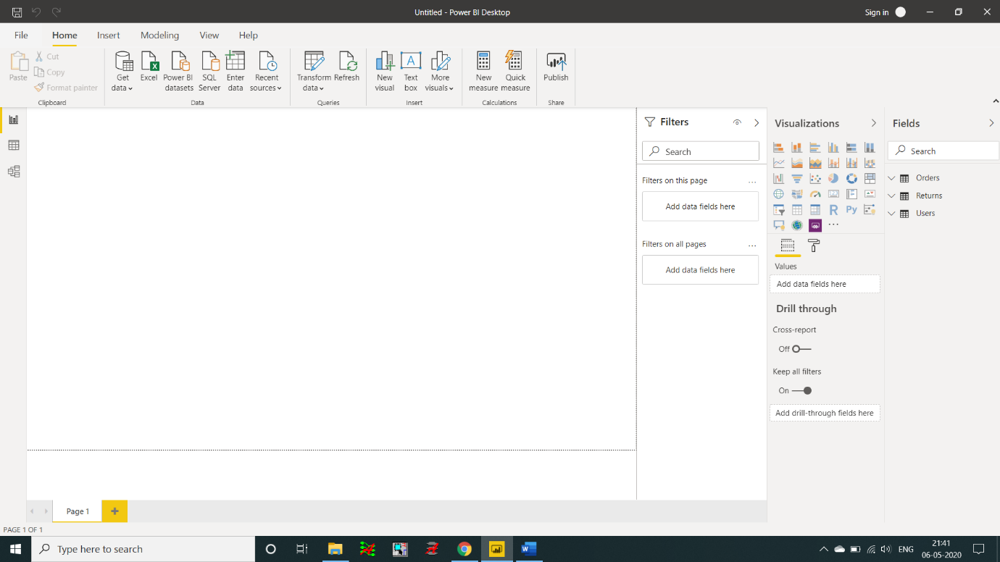 Untitled - Power BI Desktop
Sign in
File Home Insert Modeling View Help
Paste
Cut
Copy
Format painter
Clipboard
Get data
Excel
Power BI datasets
SQL Server
Enter data
Recent sources
Data
Transform data
Refresh
Queries
New visual
Text box
More visuals
Insert
New measure
Quick measure
Calculations
Publish
Share
Filters
Search
Filters on this page ...
Add data fields here
Filters on all pages ...
Add data fields here
Visualizations
R Py
...
Values
Add data fields here
Drill through
Cross-report
Off
Keep all filters
On
Add drill-through fields here
Fields
Search
Orders
Returns
Users
Page 1
PAGE 1 OF 1
Type here to search
ENG
21:41
06-05-2020